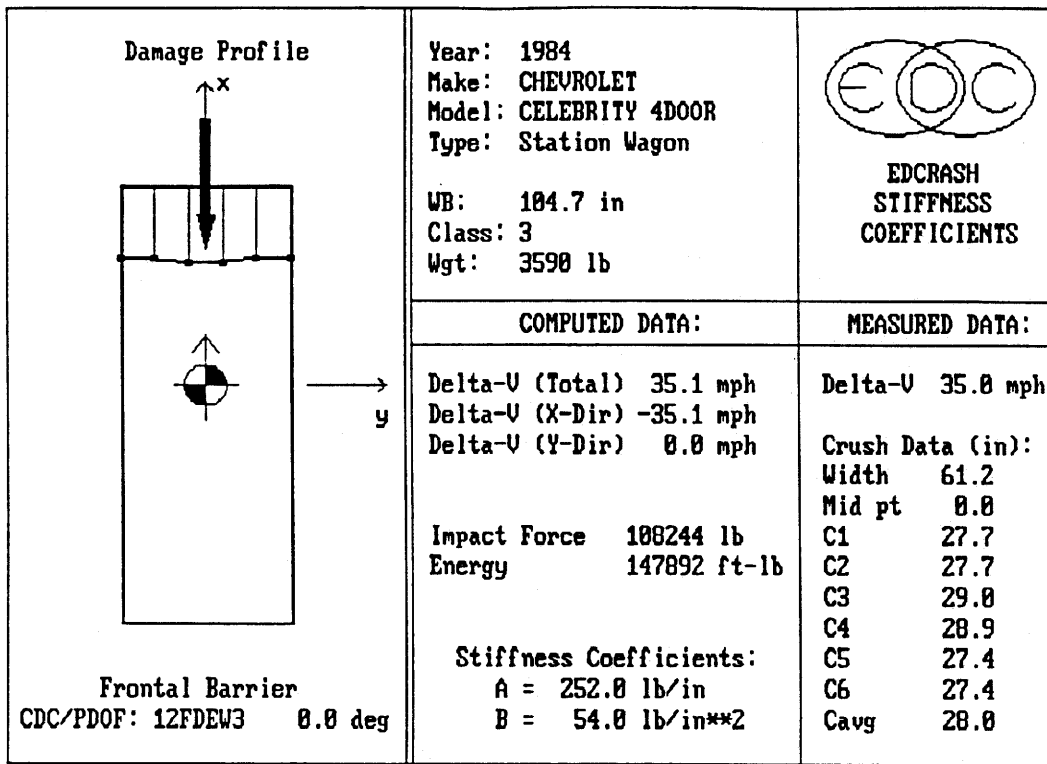 Damage Profile
x
y
Frontal Barrier
CDC/PDOF: 12FDEW3 0.0 deg
Year: 1984
Make: CHEVROLET
Model: CELEBRITY 4DOOR
Type: Station Wagon
WB: 104.7 in
Class: 3
Wgt: 3590 lb
EDC
EDCRASH
STIFFNESS
COEFFICIENTS
COMPUTED DATA:
Delta-V (Total) 35.1 mph
Delta-V (X-Dir) -35.1 mph
Delta-V (Y-Dir) 0.0 mph
Impact Force 108244 lb
Energy 147892 ft-lb
Stiffness Coefficients:
A = 252.0 lb/in
B = 54.0 lb/in**2
MEASURED DATA:
Delta-V 35.0 mph
Crush Data (in):
Width 61.2
Mid pt 0.0
C1 27.7
C2 27.7
C3 29.0
C4 28.9
C5 27.4
C6 27.4
Cavg 28.0